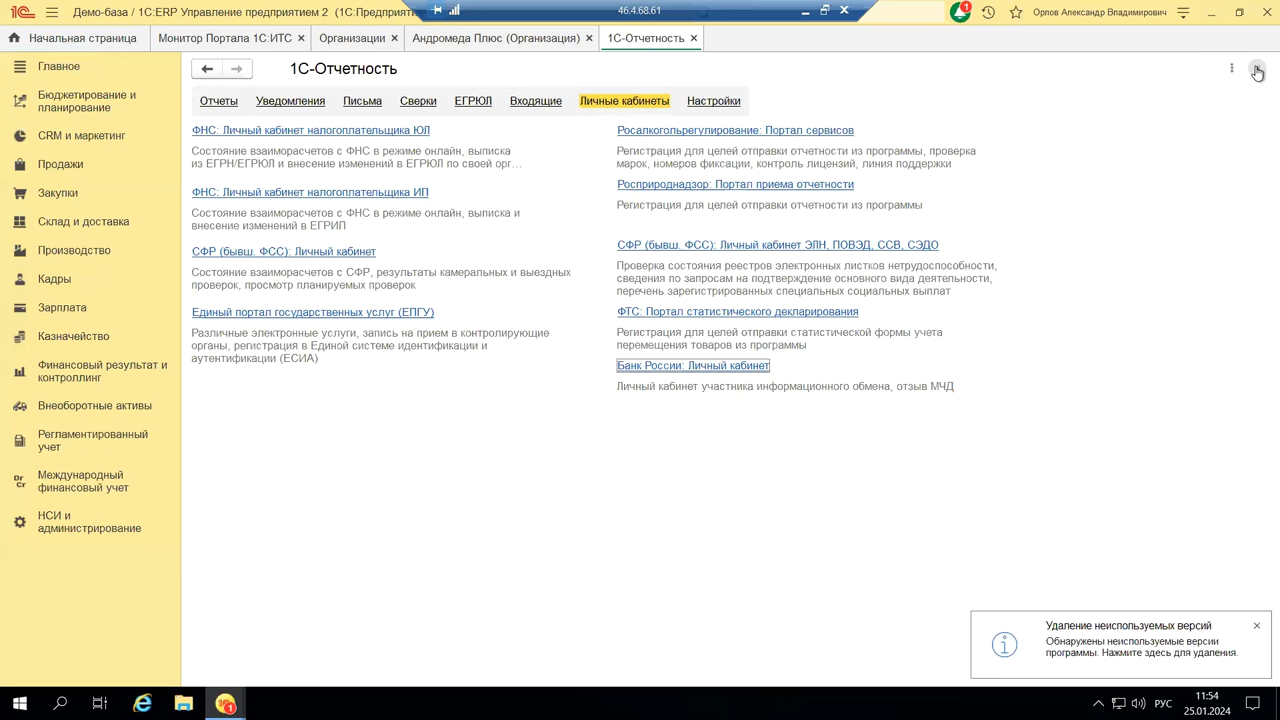 Демо-база / 1С:ERP Управление предприятием 2 (1С:Предприяти
46.4.68.61
1
Орлов Александр Владимирович
Начальная страница
Монитор Портала 1С:ИТС ×
Организации ×
Андромеда Плюс (Организация) ×
1С-Отчетность ×
Главное
Бюджетирование и
планирование
CRM и маркетинг
Продажи
Закупки
Склад и доставка
Производство
Кадры
Зарплата
Казначейство
Финансовый результат и
контроллинг
Внеоборотные активы
Регламентированный
учет
Международный
финансовый учет
НСИ и
администрирование
1С-Отчетность
Отчеты Уведомления Письма Сверки ЕГРЮЛ Входящие Личные кабинеты Настройки
ФНС: Личный кабинет налогоплательщика ЮЛ
Состояние взаиморасчетов с ФНС в режиме онлайн, выписка
из ЕГРН/ЕГРЮЛ и внесение изменений в ЕГРЮЛ по своей орг…
ФНС: Личный кабинет налогоплательщика ИП
Состояние взаиморасчетов с ФНС в режиме онлайн, выписка и
внесение изменений в ЕГРИП
СФР (бывш. ФСС): Личный кабинет
Состояние взаиморасчетов с СФР, результаты камеральных и выездных
проверок, просмотр планируемых проверок
Единый портал государственных услуг (ЕПГУ)
Различные электронные услуги, запись на прием в контролирующие
органы, регистрация в Единой системе идентификации и
аутентификации (ЕСИА)
Росалкогольрегулирование: Портал сервисов
Регистрация для целей отправки отчетности из программы, проверка
марок, номеров фиксации, контроль лицензий, линия поддержки
Росприроднадзор: Портал приема отчетности
Регистрация для целей отправки отчетности из программы
СФР (бывш. ФСС): Личный кабинет ЭЛН, ПОВЭД, ССВ, СЭДО
Проверка состояния реестров электронных листков нетрудоспособности,
сведения по запросам на подтверждение основного вида деятельности,
перечень зарегистрированных специальных социальных выплат
ФТС: Портал статистического декларирования
Регистрация для целей отправки статистической формы учета
перемещения товаров из программы
Банк России: Личный кабинет
Личный кабинет участника информационного обмена, отзыв МЧД
Удаление неиспользуемых версий
Обнаружены неиспользуемые версии
программы. Нажмите здесь для удаления.
РУС
11:54
25.01.2024